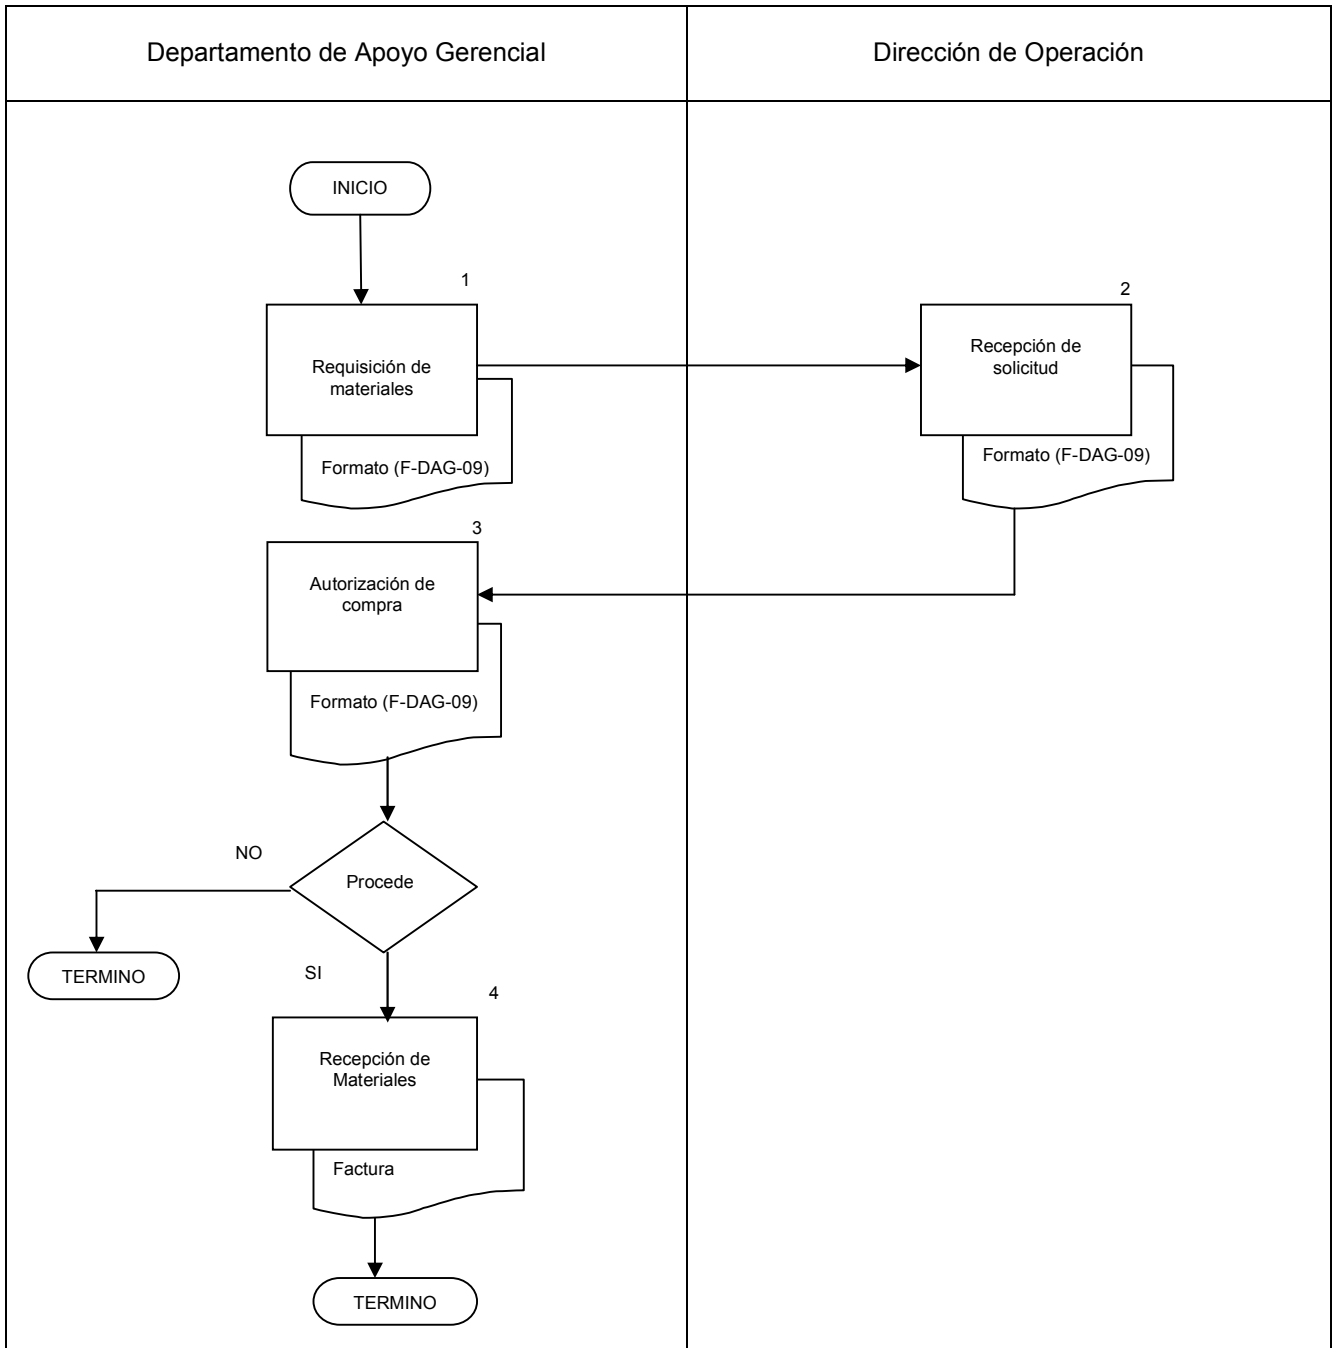 Departamento de Apoyo Gerencial
Dirección de Operación
INICIO
1
Requisición de
materiales
Formato (F-DAG-09)
2
Recepción de
solicitud
Formato (F-DAG-09)
3
Autorización de
compra
Formato (F-DAG-09)
Procede
NO
TERMINO
SI
4
Recepción de
Materiales
Factura
TERMINO